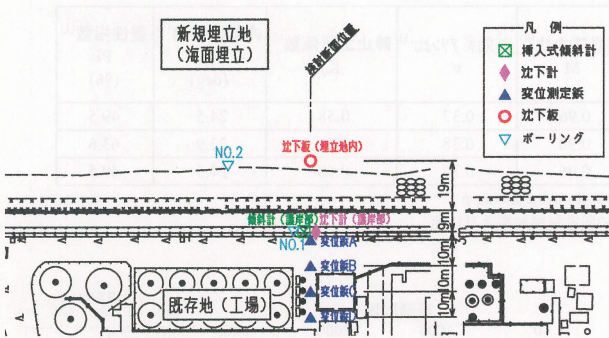 新規埋立地
(海面埋立)
検討断面位置
凡 例
挿入式傾斜計
沈下計
変位測定鋲
沈下板
ボーリング
沈下板(埋立地内)
NO.2
19m
傾斜計(護岸部)
沈下計(護岸部)
9m
NO.1
変位鋲A
10m
変位鋲B
10m
変位鋲C
10m
変位鋲D
既存地(工場)